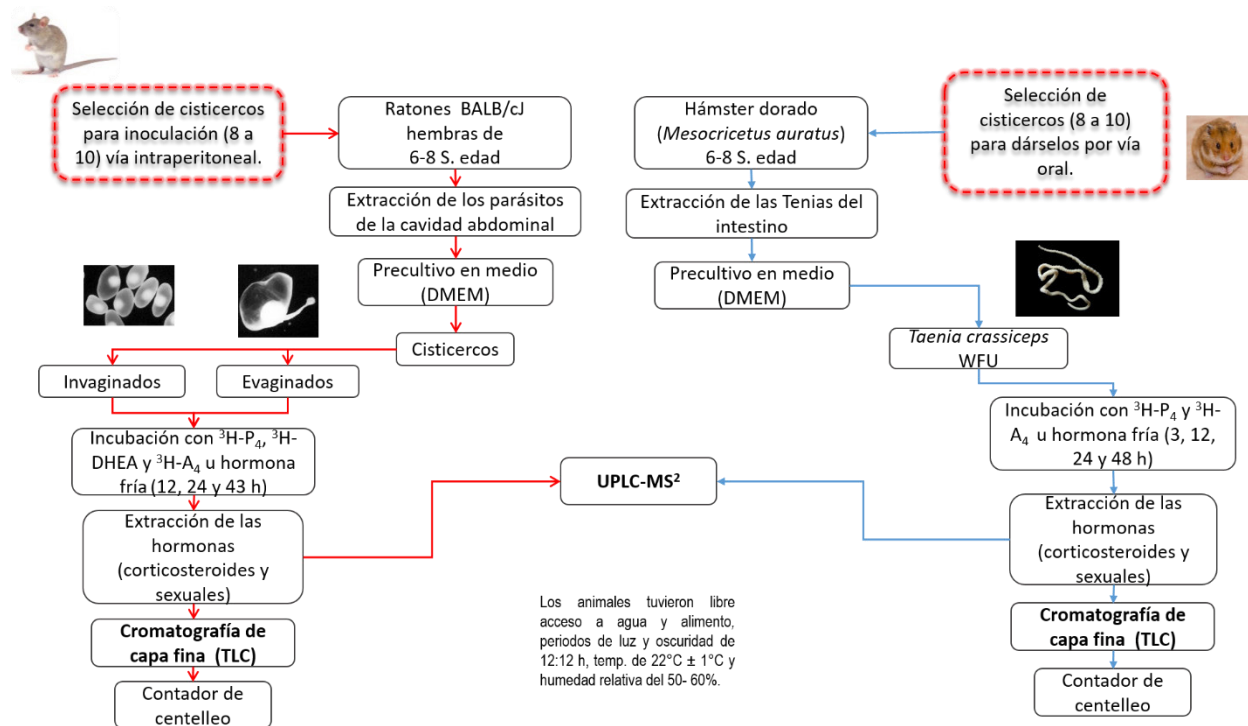 Selección de cisticercos
para inoculación (8 a
10) vía intraperitoneal.
Ratones BALB/cJ
hembras de
6-8 S. edad
Extracción de los parásitos
de la cavidad abdominal
Precultivo en medio
(DMEM)
Cisticercos
Invaginados
Evaginados
Incubación con ³H-P₄, ³H-
DHEA y ³H-A₄ u hormona
fría (12, 24 y 43 h)
Extracción de las
hormonas
(corticosteroides y
sexuales)
Cromatografía de
capa fina (TLC)
Contador de
centelleo
UPLC-MS²
Los animales tuvieron libre
acceso a agua y alimento,
periodos de luz y oscuridad de
12:12 h, temp. de 22°C ± 1°C y
humedad relativa del 50- 60%.
Hámster dorado
(Mesocricetus auratus)
6-8 S. edad
Selección de
cisticercos (8 a 10)
para dárselos por vía
oral.
Extracción de las Tenias del
intestino
Precultivo en medio
(DMEM)
Taenia crassiceps
WFU
Incubación con ³H-P₄ y ³H-
A₄ u hormona fría (3, 12,
24 y 48 h)
Extracción de las
hormonas
(corticosteroides y
sexuales)
Cromatografía de
capa fina (TLC)
Contador de
centelleo